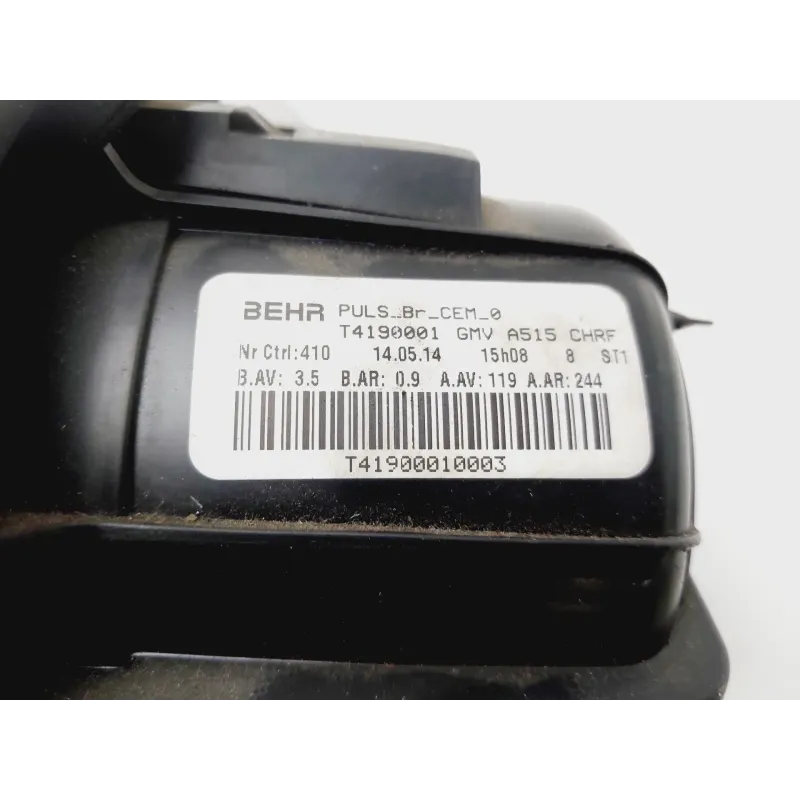 BEHR PULS_Br_CEM_0
T4190001 GMV A515 CHRF
Nr Ctrl:410 14.05.14 15h08 8 ST1
B.AV: 3.5 B.AR: 0.9 A.AV: 119 A.AR: 244
T41900010003